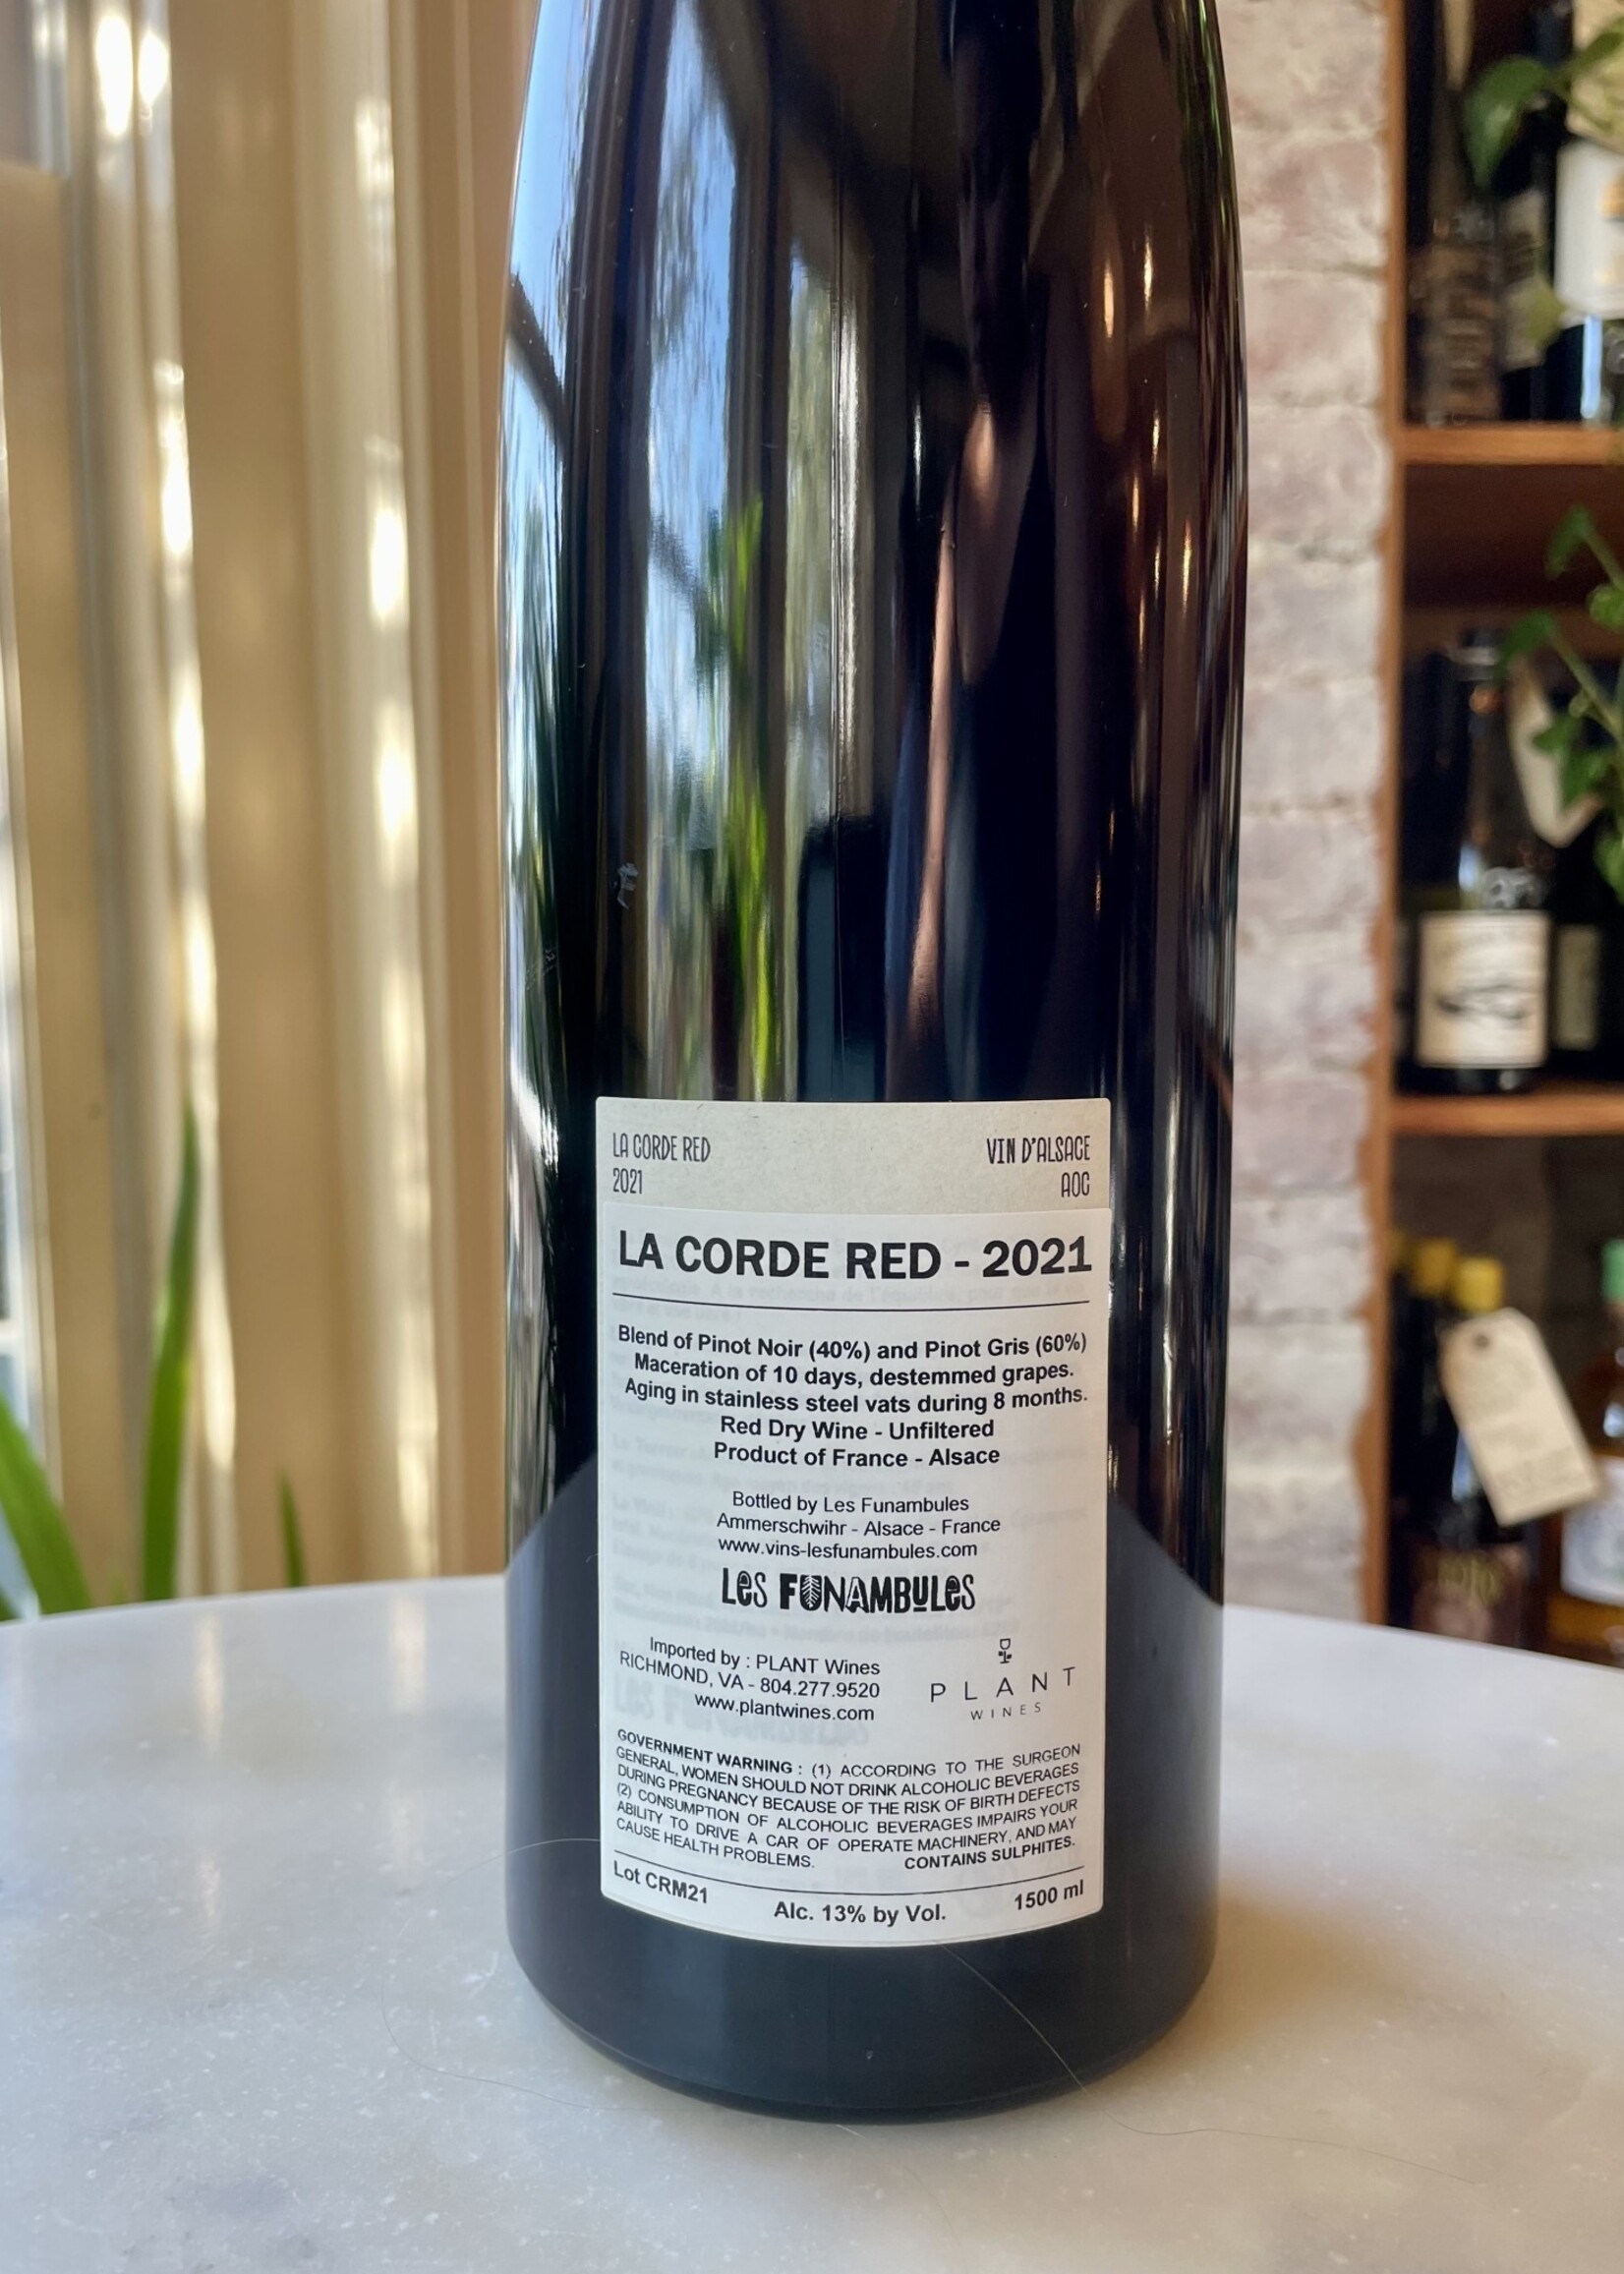 LA CORDE RED
2021
VIN D'ALSACE
AOC
LA CORDE RED - 2021
Blend of Pinot Noir (40%) and Pinot Gris (60%)
Maceration of 10 days, destemmed grapes.
Aging in stainless steel vats during 8 months.
Red Dry Wine - Unfiltered
Product of France - Alsace
Bottled by Les Funambules
Ammerschwihr - Alsace - France
www.vins-lesfunambules.com
Les FUNAMBULES
Imported by : PLANT Wines
RICHMOND, VA - 804.277.9520
www.plantwines.com
PLANT
WINES
GOVERNMENT WARNING : (1) ACCORDING TO THE SURGEON
GENERAL, WOMEN SHOULD NOT DRINK ALCOHOLIC BEVERAGES
DURING PREGNANCY BECAUSE OF THE RISK OF BIRTH DEFECTS
(2) CONSUMPTION OF ALCOHOLIC BEVERAGES IMPAIRS YOUR
ABILITY TO DRIVE A CAR OF OPERATE MACHINERY, AND MAY
CAUSE HEALTH PROBLEMS. CONTAINS SULPHITES.
Lot CRM21
Alc. 13% by Vol.
1500 ml